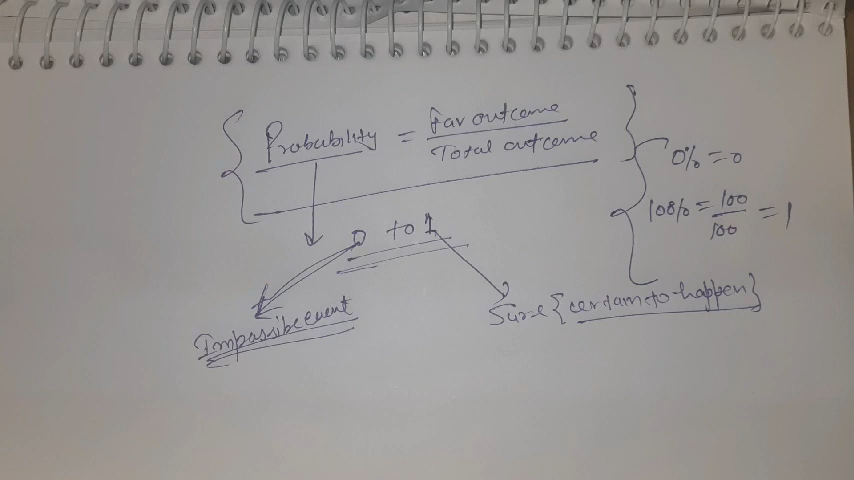 Probability = Fav outcome / Total outcome
0% = 0
100% = 100/100 = 1
0 to 1
Impossible event
Sure {certain to happen}